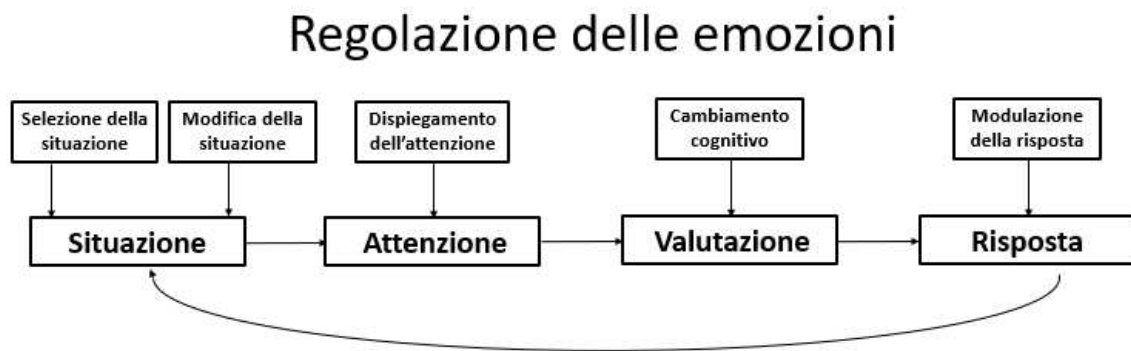 Regolazione delle emozioni
Selezione della
situazione
Modifica della
situazione
Dispiegamento
dell’attenzione
Cambiamento
cognitivo
Modulazione
della risposta
Situazione
Attenzione
Valutazione
Risposta